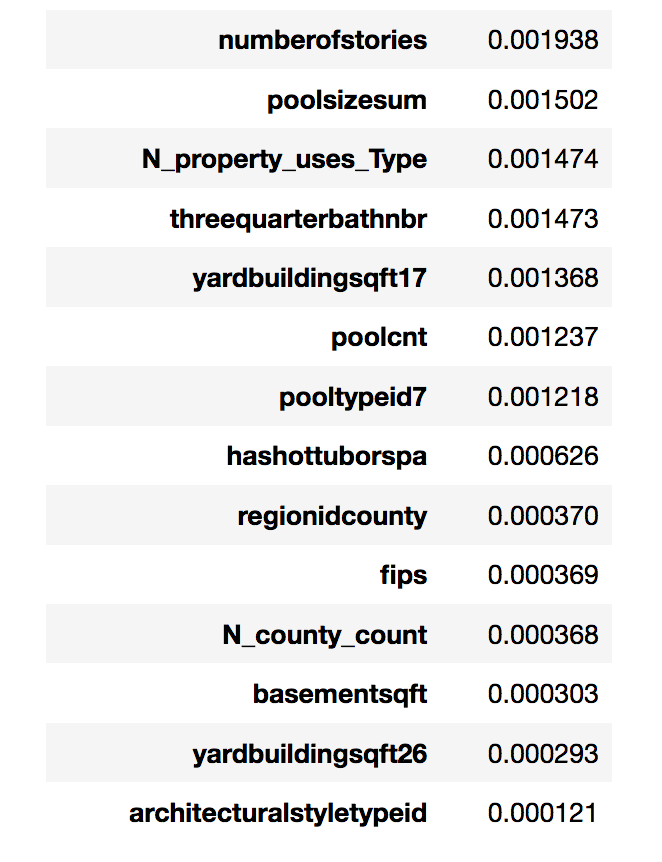 numberofstories 0.001938
poolsizesum 0.001502
N_property_uses_Type 0.001474
threequarterbathnbr 0.001473
yardbuildingsqft17 0.001368
poolcnt 0.001237
pooltypeid7 0.001218
hashottuborspa 0.000626
regionidcounty 0.000370
fips 0.000369
N_county_count 0.000368
basementsqft 0.000303
yardbuildingsqft26 0.000293
architecturalstyletypeid 0.000121